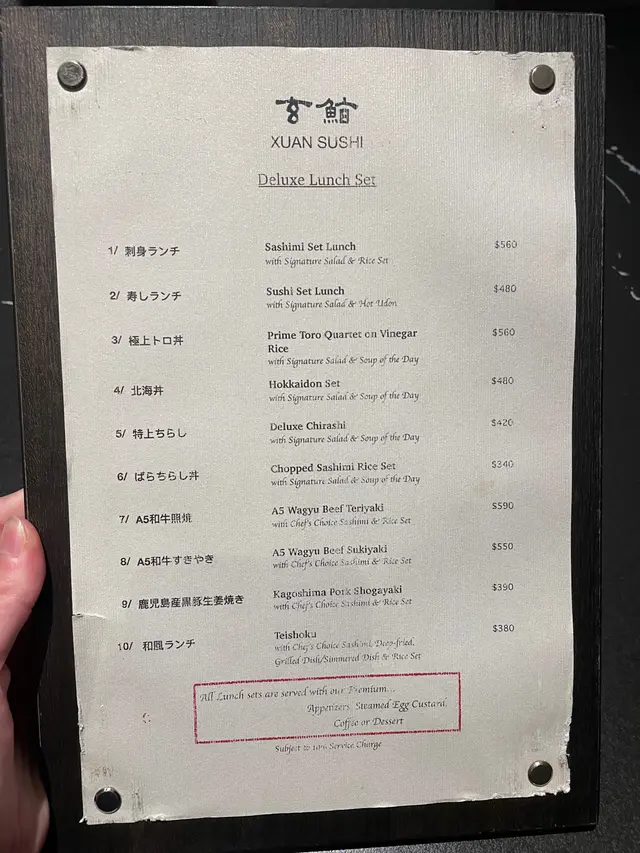 玄鮨
XUAN SUSHI
Deluxe Lunch Set
1/ 刺身ランチ Sashimi Set Lunch $560
with Signature Salad & Rice Set
2/ 寿しランチ Sushi Set Lunch $480
with Signature Salad & Hot Udon
3/ 極上トロ丼 Prime Toro Quartet on Vinegar $560
Rice
with Signature Salad & Soup of the Day
4/ 北海丼 Hokkaidon Set $480
with Signature Salad & Soup of the Day
5/ 特上ちらし Deluxe Chirashi $420
with Signature Salad & Soup of the Day
6/ ばらちらし丼 Chopped Sashimi Rice Set $340
with Signature Salad & Soup of the Day
7/ A5和牛照焼 A5 Wagyu Beef Teriyaki $590
with Chef's Choice Sashimi & Rice Set
8/ A5和牛すきやき A5 Wagyu Beef Sukiyaki $550
with Chef's Choice Sashimi & Rice Set
9/ 鹿児島産黒豚生姜焼き Kagoshima Pork Shogayaki $390
with Chef's Choice Sashimi & Rice Set
10/ 和風ランチ Teishoku $380
with Chef's Choice Sashimi, Deep-fried,
Grilled Dish/Simmered Dish & Rice Set
All Lunch sets are served with our Premium...
Appetizers, Steamed Egg Custard,
Coffee or Dessert
Subject to 10% Service Charge